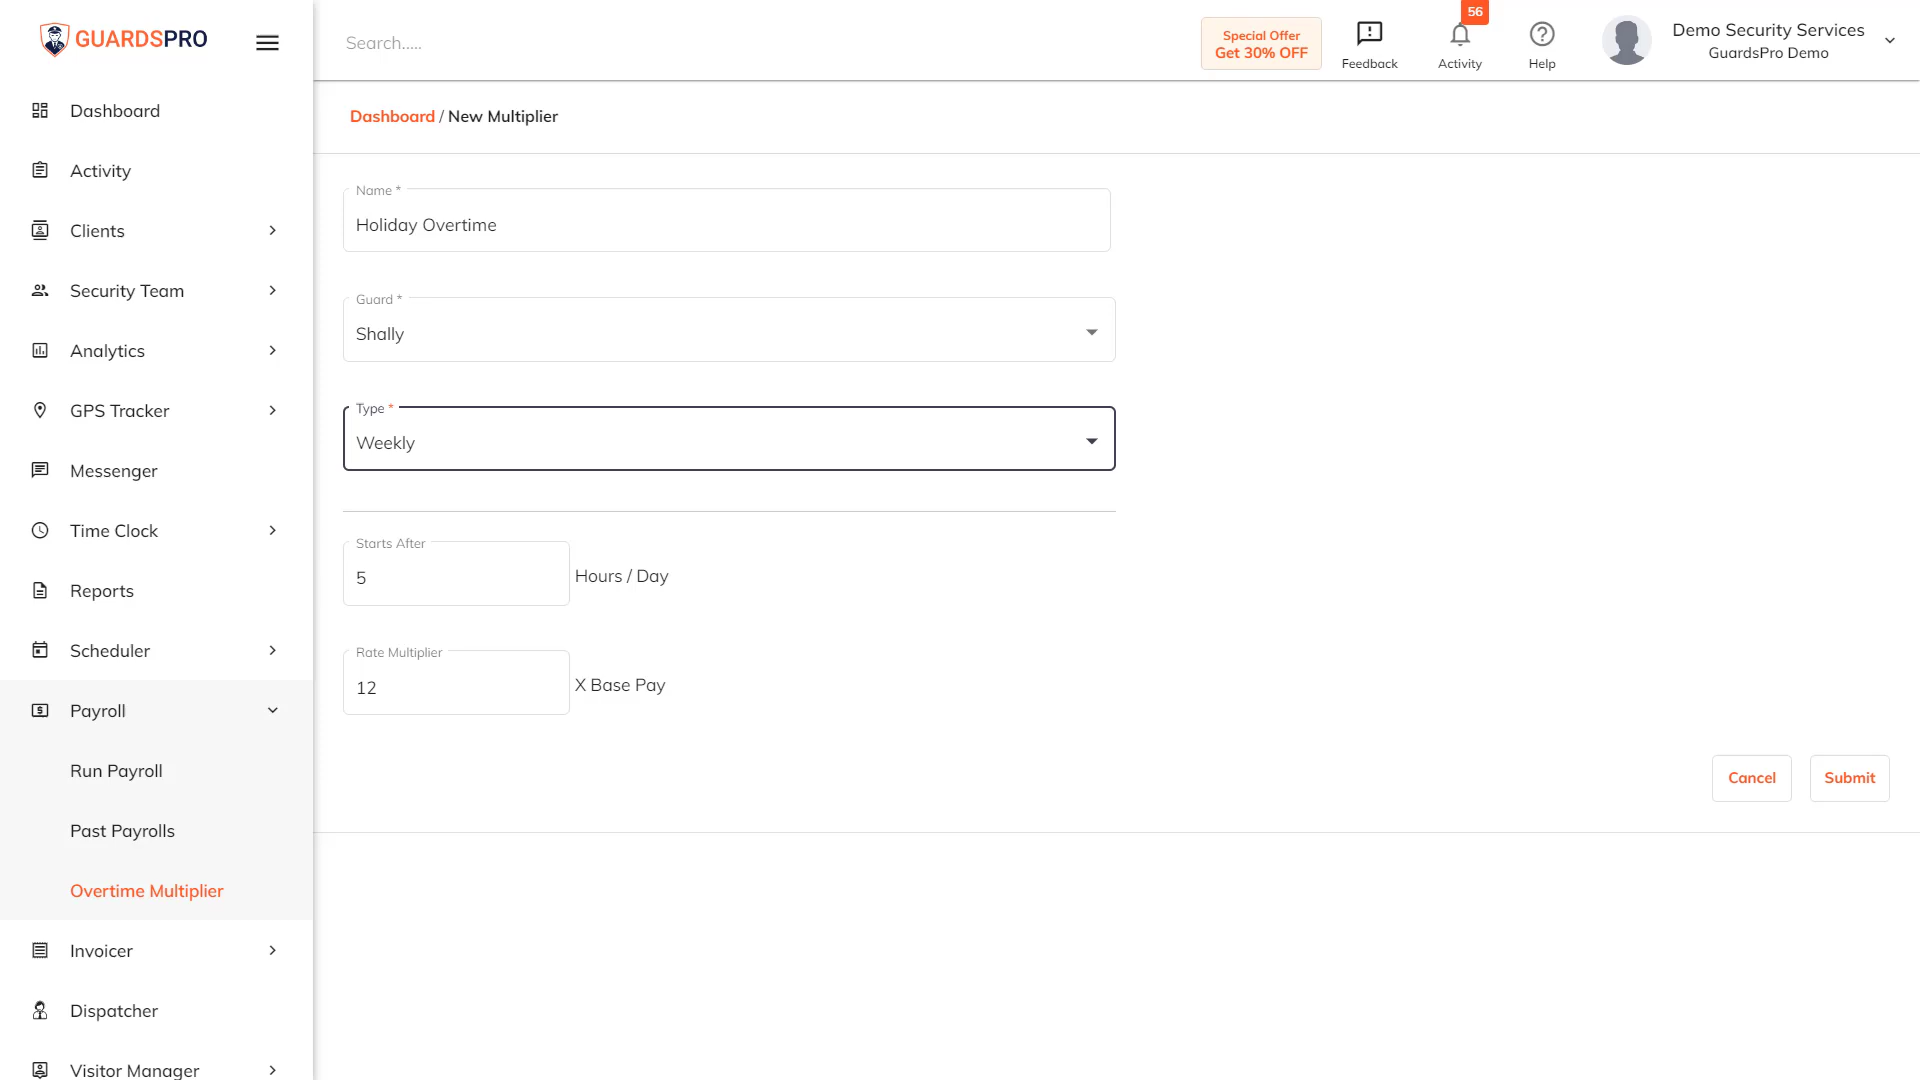 GUARDSPRO
Search.....
Special Offer
Get 30% OFF
Feedback
56
Activity
Help
Demo Security Services
GuardsPro Demo
Dashboard
Activity
Clients
Security Team
Analytics
GPS Tracker
Messenger
Time Clock
Reports
Scheduler
Payroll
Run Payroll
Past Payrolls
Overtime Multiplier
Invoicer
Dispatcher
Visitor Manager
Dashboard / New Multiplier
Name *
Holiday Overtime
Guard *
Shally
Type *
Weekly
Starts After
5 Hours / Day
Rate Multiplier
12 X Base Pay
Cancel
Submit